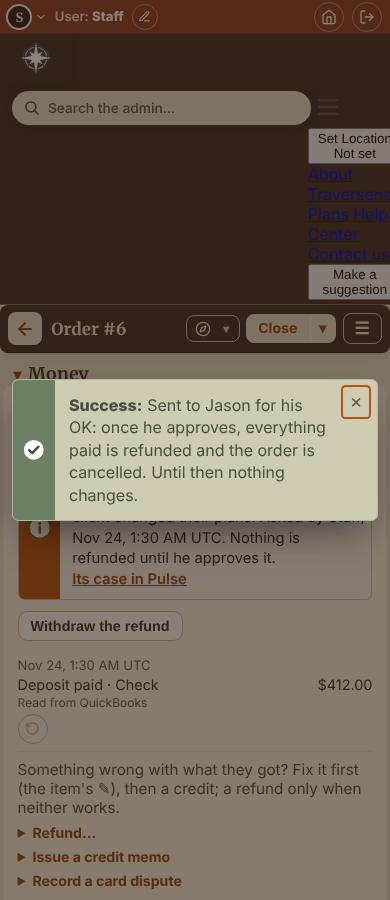 S
User: Staff
Search the admin...
Set Location
Not set
About
Traversend
Plans Help
Center
Contact us
Make a
suggestion
Order #6
Close
Money
Success: Sent to Jason for his
OK: once he approves, everything
paid is refunded and the order is
cancelled. Until then nothing
changes.
Nov 24, 1:30 AM UTC. Nothing is
refunded until he approves it.
Its case in Pulse
Withdraw the refund
Nov 24, 1:30 AM UTC
Deposit paid · Check $412.00
Read from QuickBooks
Something wrong with what they got? Fix it first
(the item's ✎), then a credit; a refund only when
neither works.
Refund...
Issue a credit memo
Record a card dispute